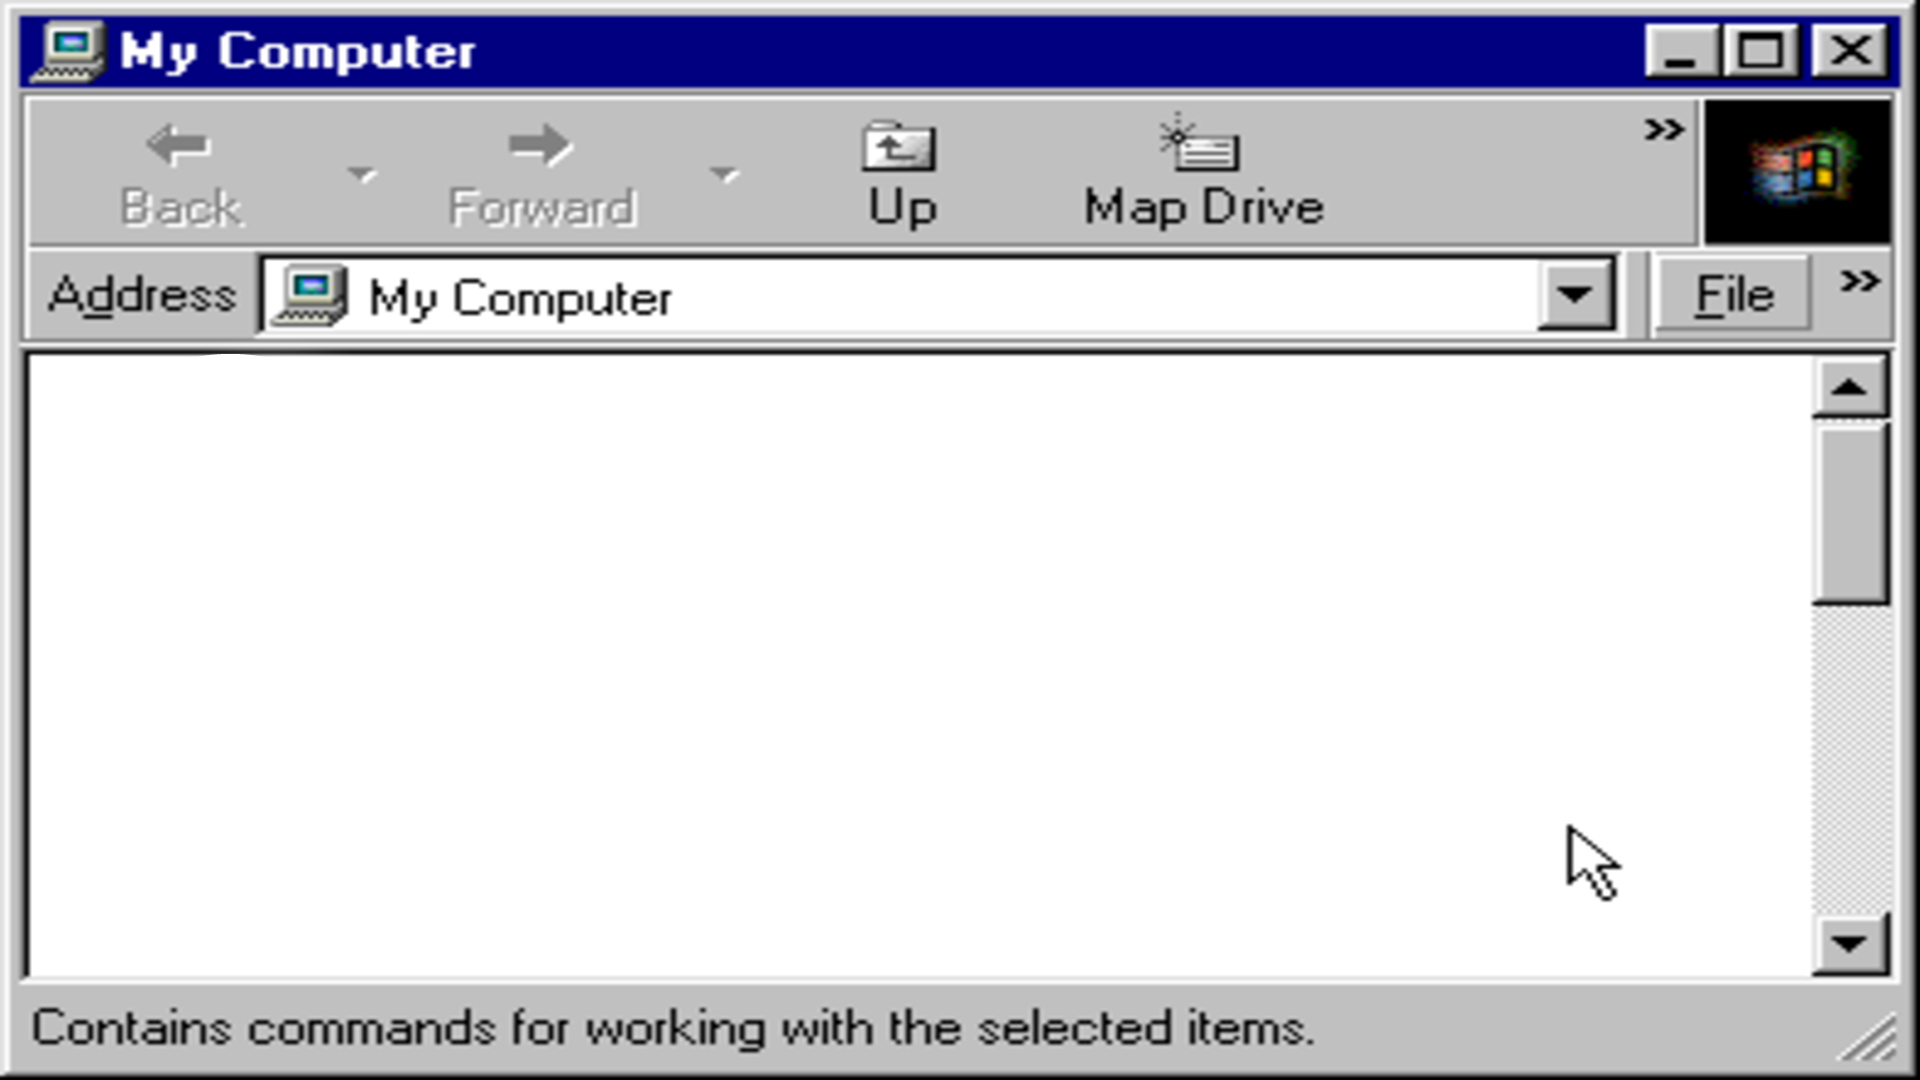 My Computer
Back Forward Up Map Drive »
Address My Computer File »
Contains commands for working with the selected items.